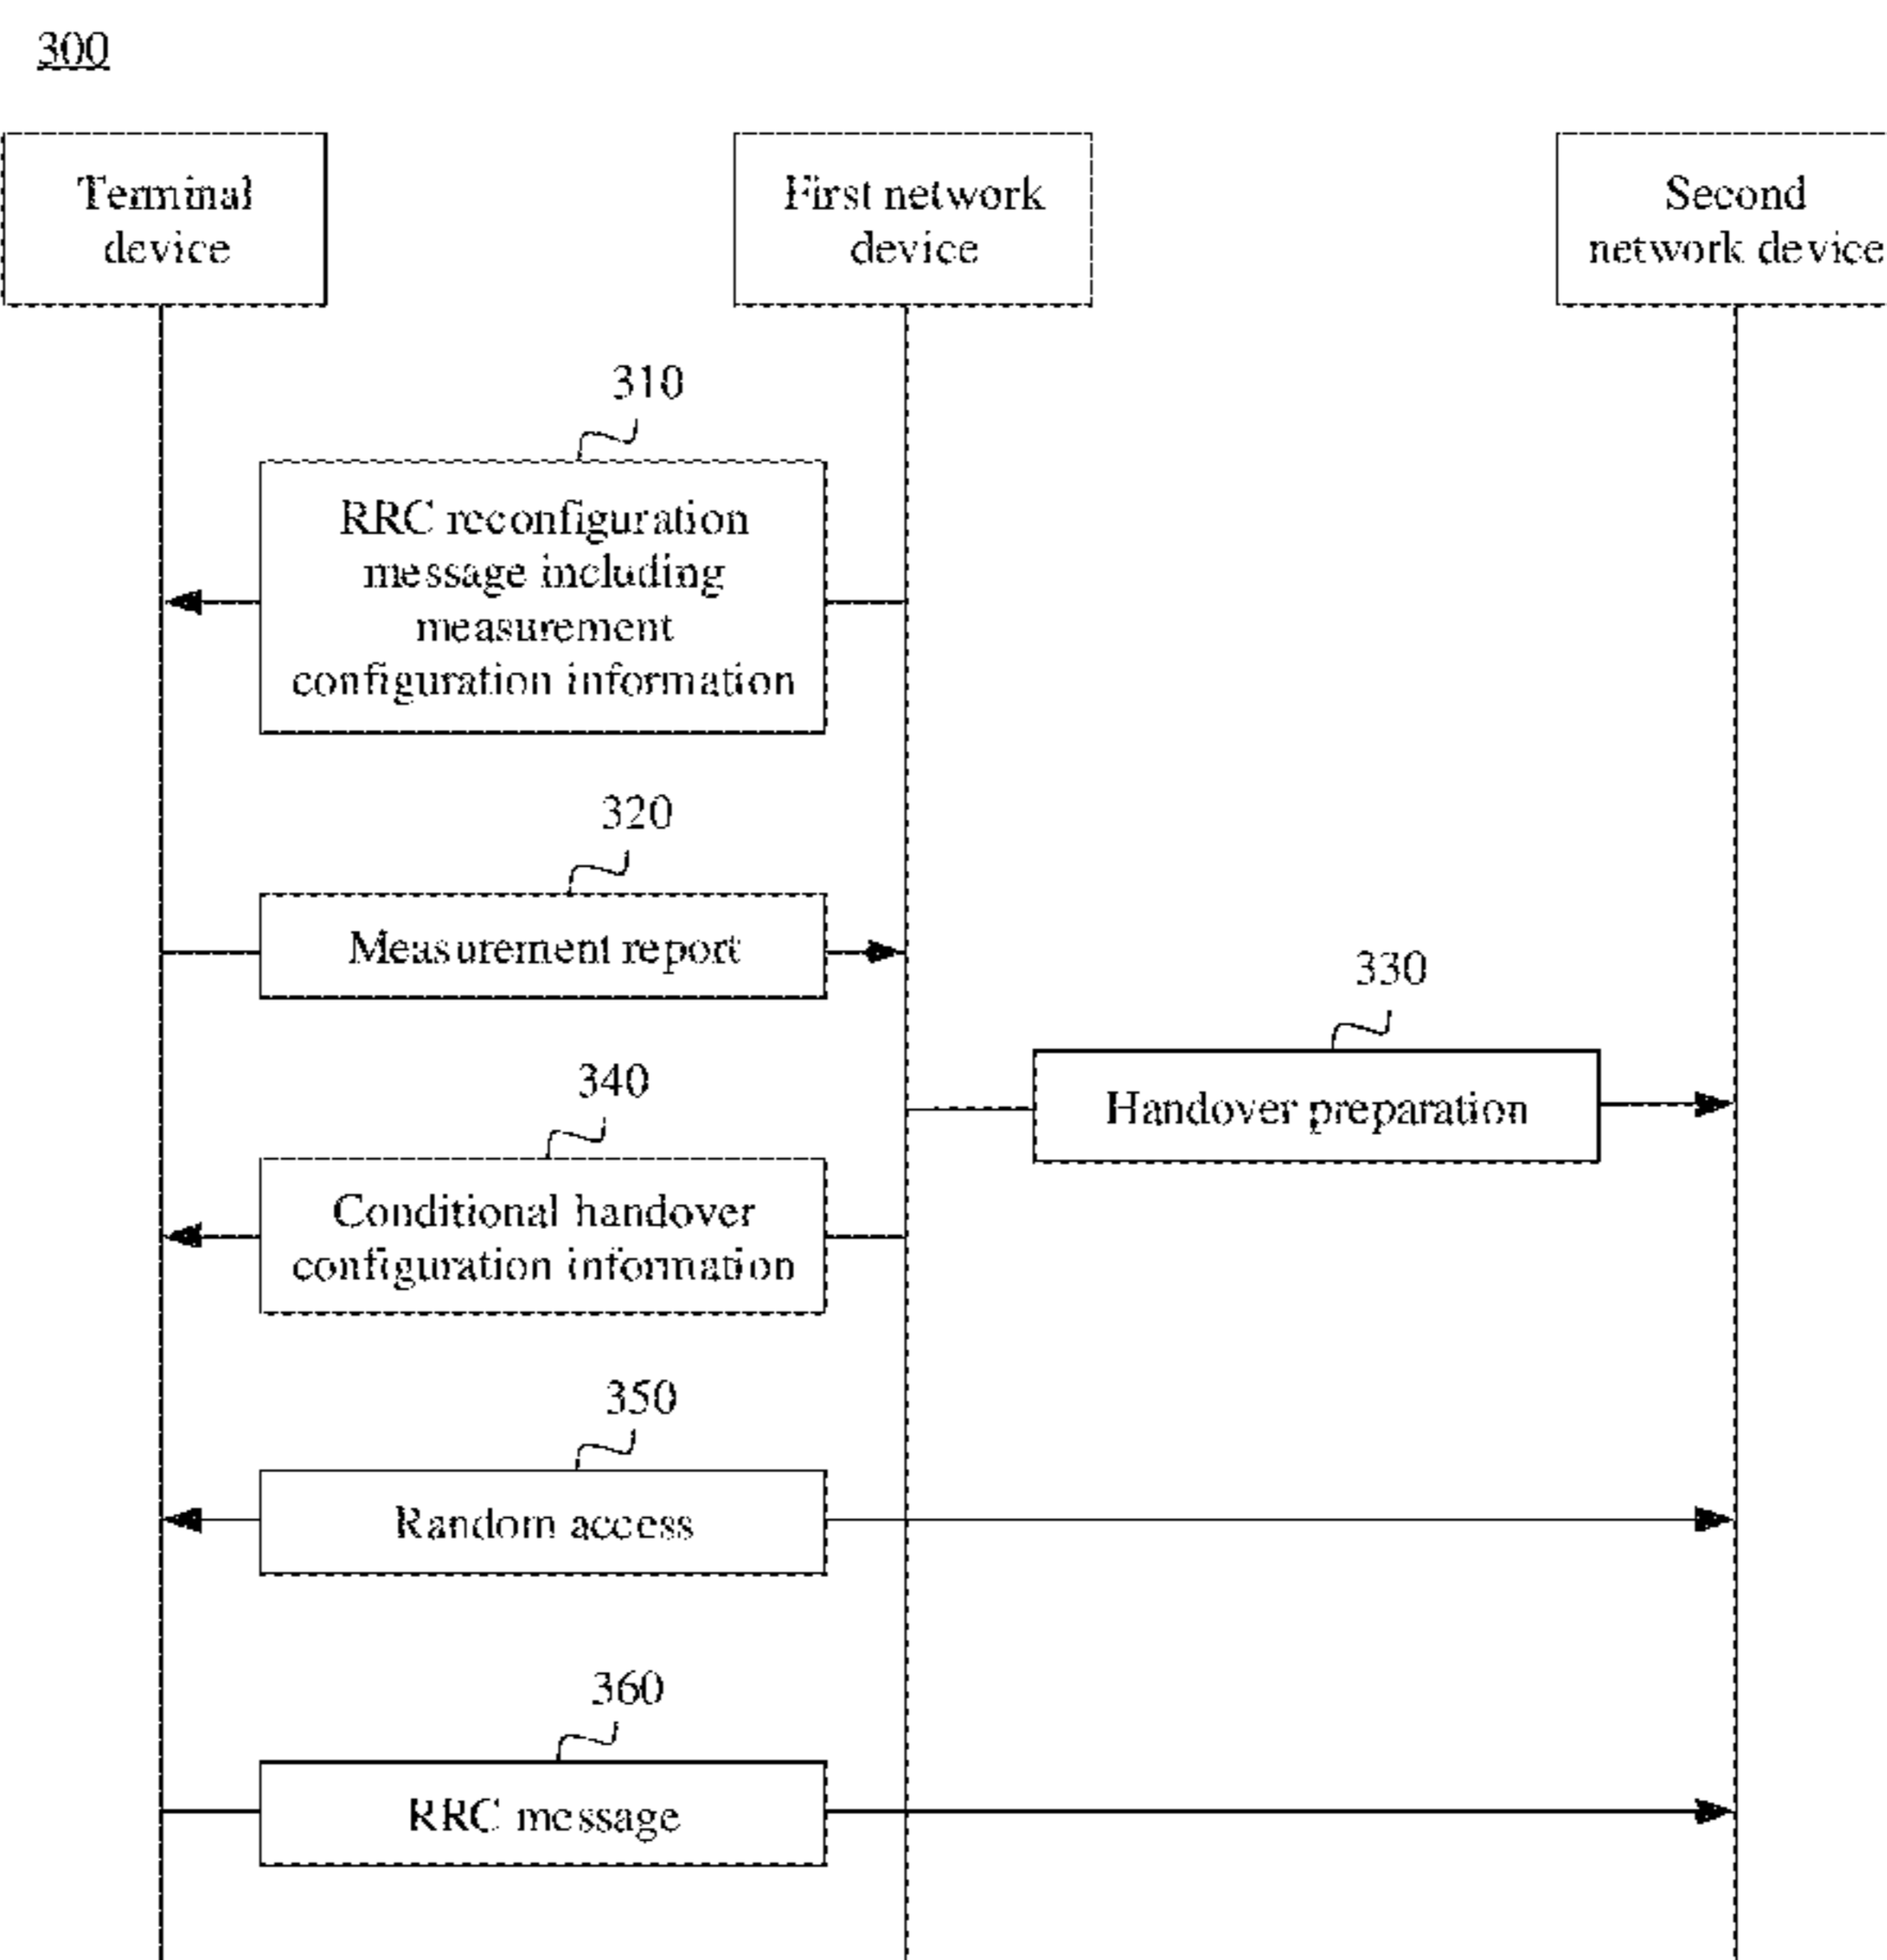 300
Terminal
device
First network
device
Second
network device
310
RRC reconfiguration
message including
measurement
configuration information
320
Measurement report
330
Handover preparation
340
Conditional handover
configuration information
350
Random access
360
RRC message